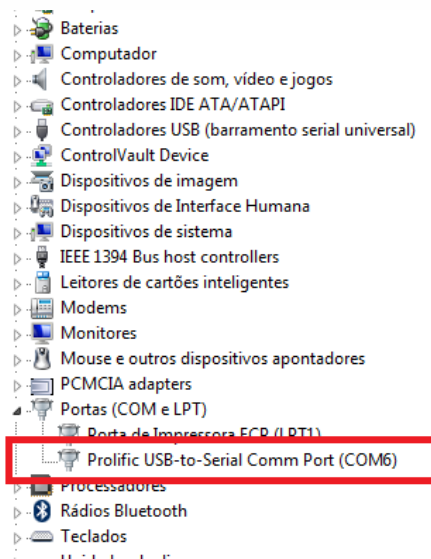 Baterias
Computador
Controladores de som, vídeo e jogos
Controladores IDE ATA/ATAPI
Controladores USB (barramento serial universal)
ControlVault Device
Dispositivos de imagem
Dispositivos de Interface Humana
Dispositivos de sistema
IEEE 1394 Bus host controllers
Leitores de cartões inteligentes
Modems
Monitores
Mouse e outros dispositivos apontadores
PCMCIA adapters
Portas (COM e LPT)
Porta de Impressora ECP (LPT1)
Prolific USB-to-Serial Comm Port (COM6)
Processadores
Rádios Bluetooth
Teclados